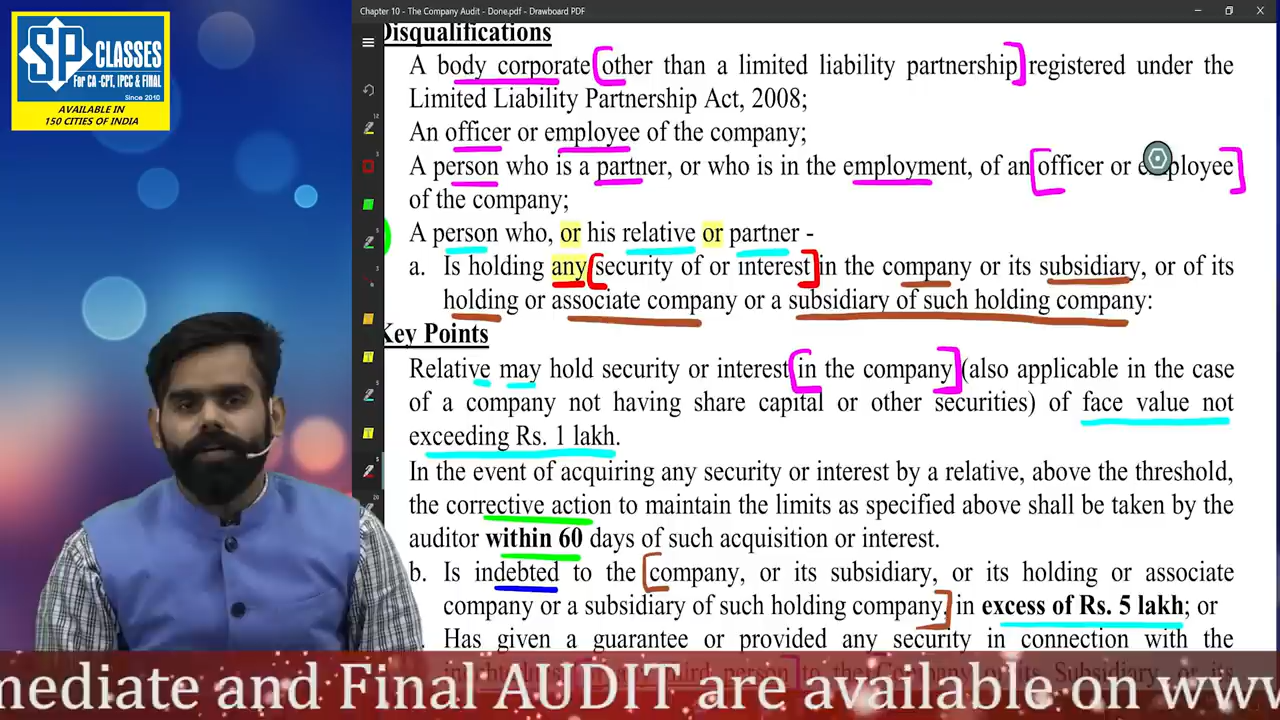 Chapter 10 - The Company Audit - Done.pdf - Drawboard PDF
SP
CLASSES
For CA -CPT, IPCC & FINAL
Since 2010
AVAILABLE IN
150 CITIES OF INDIA
Disqualifications
A body corporate other than a limited liability partnership registered under the
Limited Liability Partnership Act, 2008;
An officer or employee of the company;
A person who is a partner, or who is in the employment, of an officer or employee
of the company;
A person who, or his relative or partner -
a. Is holding any security of or interest in the company or its subsidiary, or of its
holding or associate company or a subsidiary of such holding company:
Key Points
Relative may hold security or interest in the company (also applicable in the case
of a company not having share capital or other securities) of face value not
exceeding Rs. 1 lakh.
In the event of acquiring any security or interest by a relative, above the threshold,
the corrective action to maintain the limits as specified above shall be taken by the
auditor within 60 days of such acquisition or interest.
b. Is indebted to the company, or its subsidiary, or its holding or associate
company or a subsidiary of such holding company, in excess of Rs. 5 lakh; or
Has given a guarantee or provided any security in connection with the
third person to the Company or its Subsidiary, or its
mediate and Final AUDIT are available on www